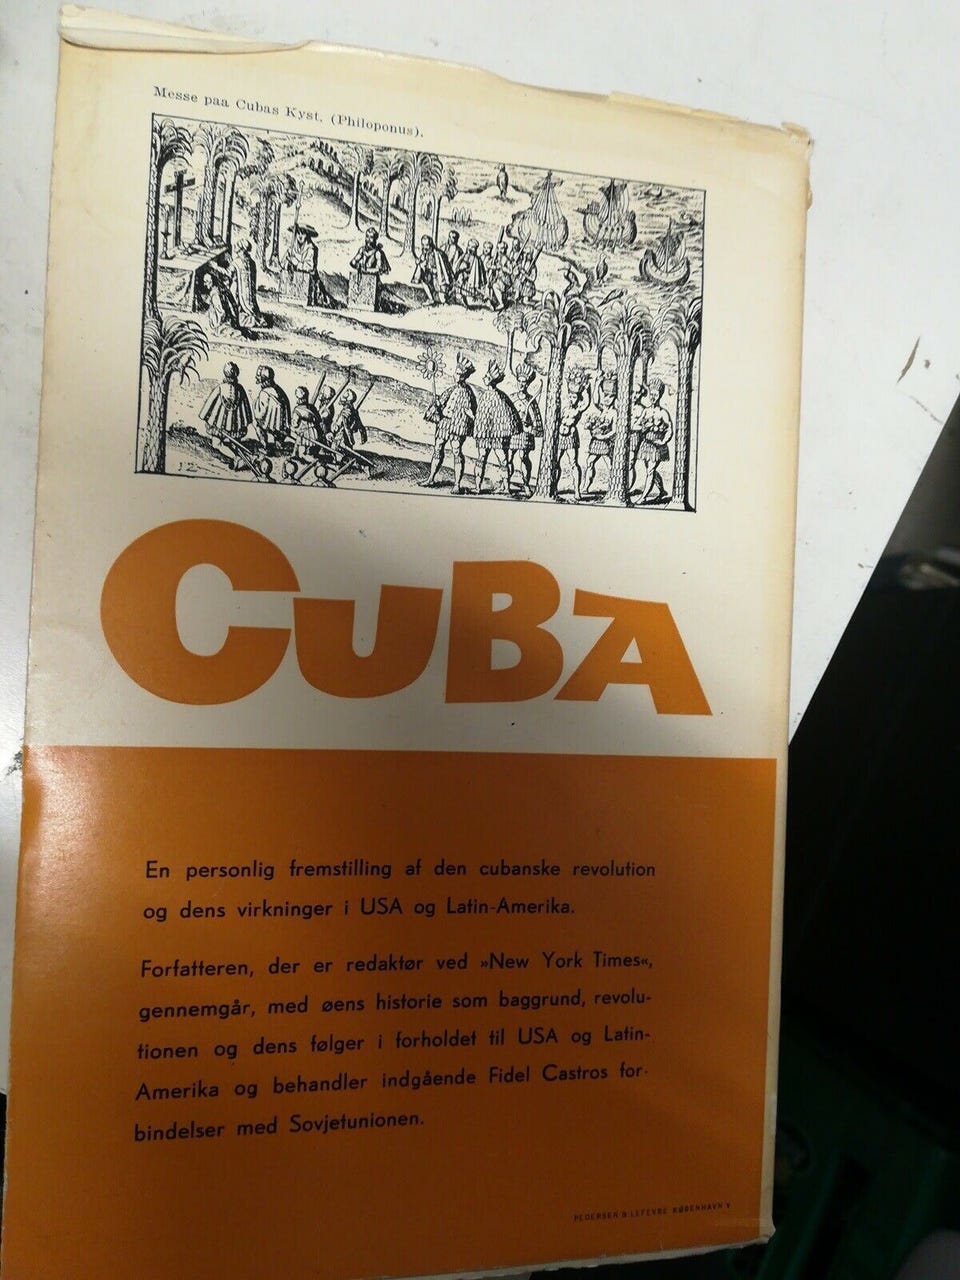 Messe paa Cubas Kyst. (Philoponus).
CUBA
En personlig fremstilling af den cubanske revolution
og dens virkninger i USA og Latin-Amerika.
Forfatteren, der er redaktør ved »New York Times«,
gennemgår, med øens historie som baggrund, revolu-
tionen og dens følger i forholdet til USA og Latin-
Amerika og behandler indgående Fidel Castros for-
bindelser med Sovjetunionen.
PEDERSEN & LEFEVRE KØBENHAVN V